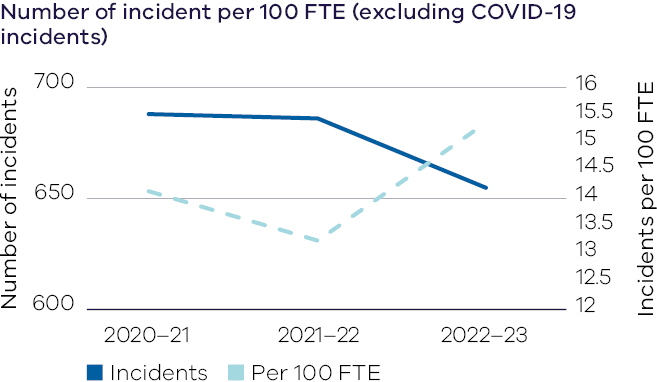 Number of incident per 100 FTE (excluding COVID-19
incidents)
Number of incidents
700
650
600
16
15.5
15
14.5
14
13.5
13
12.5
12
Incidents per 100 FTE
2020–21 2021–22 2022–23
Incidents Per 100 FTE